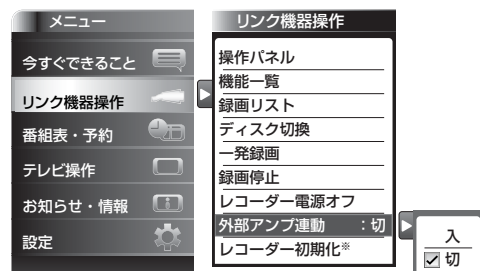 メニュー
今すぐできること
リンク機器操作
番組表・予約
テレビ操作
お知らせ・情報
設定
リンク機器操作
操作パネル
機能一覧
録画リスト
ディスク切換
一発録画
録画停止
レコーダー電源オフ
外部アンプ連動 :切
レコーダー初期化※
入
切